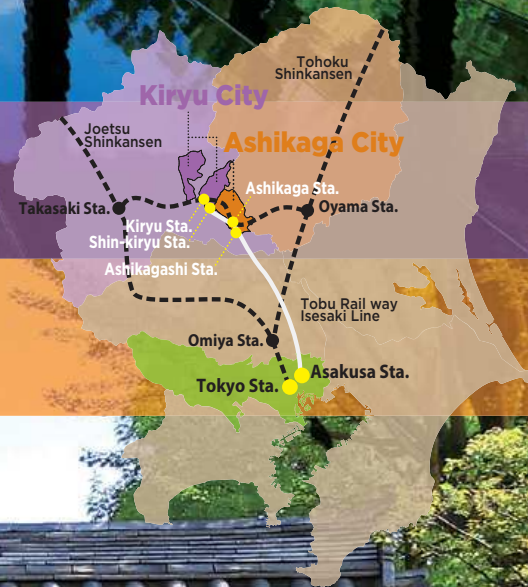 Tohoku
Shinkansen
Kiryu City
Joetsu
Shinkansen
Ashikaga City
Ashikaga Sta.
Takasaki Sta.
Oyama Sta.
Kiryu Sta.
Shin-kiryu Sta.
Ashikagashi Sta.
Tobu Rail way
Isesaki Line
Omiya Sta.
Asakusa Sta.
Tokyo Sta.